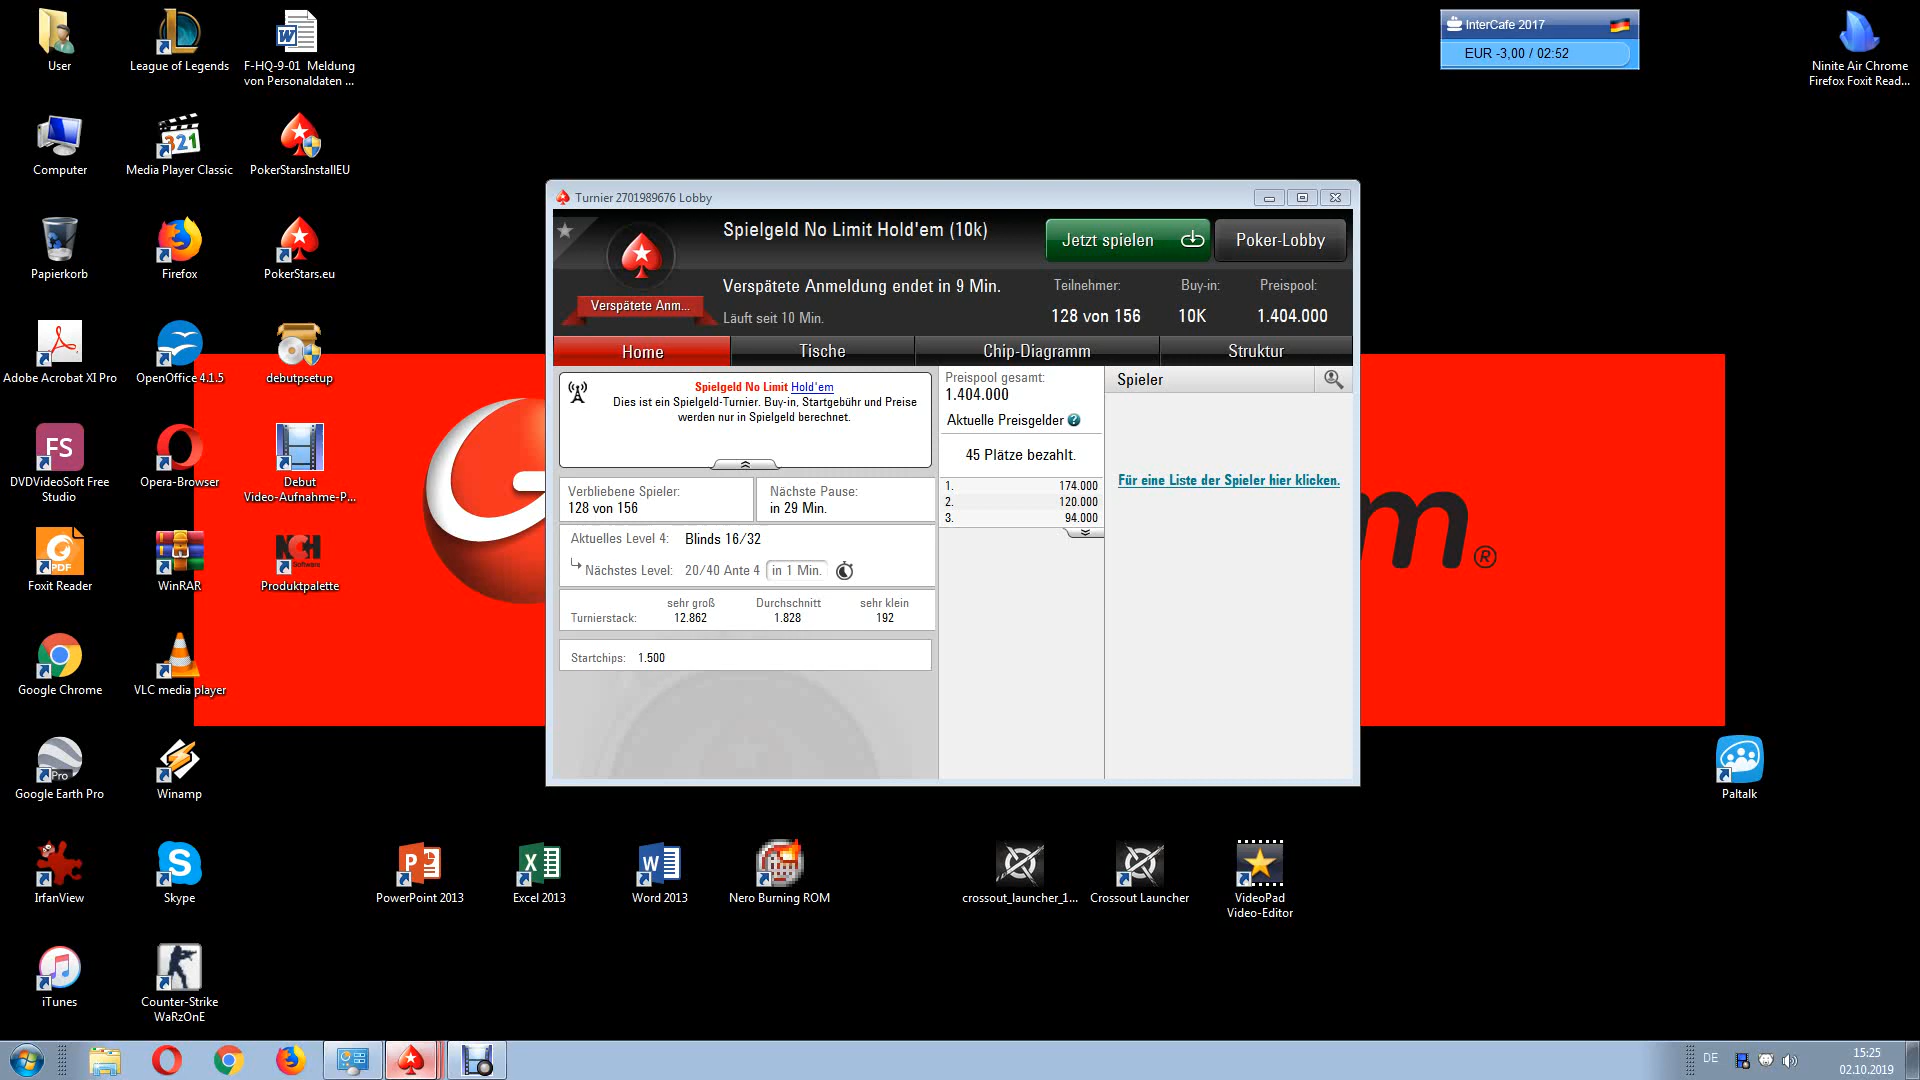 User
League of Legends
F-HQ-9-01 Meldung
von Personaldaten ...
InterCafe 2017
EUR -3,00 / 02:52
Ninite Air Chrome
Firefox Foxit Read...
Computer
Media Player Classic
PokerStarsInstallEU
Papierkorb
Firefox
PokerStars.eu
Adobe Acrobat XI Pro
OpenOffice 4.1.5
debutpsetup
DVDVideoSoft Free
Studio
Opera-Browser
Debut
Video-Aufnahme-P...
Foxit Reader
WinRAR
Produktpalette
Google Chrome
VLC media player
Google Earth Pro
Winamp
IrfanView
Skype
iTunes
Counter-Strike
WaRzOnE
Turnier 2701989676 Lobby
Spielgeld No Limit Hold'em (10k)
Jetzt spielen
Poker-Lobby
Verspätete Anm...
Verspätete Anmeldung endet in 9 Min.
Läuft seit 10 Min.
Teilnehmer:
128 von 156
Buy-in:
10K
Preispool:
1.404.000
Home
Tische
Chip-Diagramm
Struktur
Spielgeld No Limit Hold'em
Dies ist ein Spielgeld-Turnier. Buy-in, Startgebühr und Preise
werden nur in Spielgeld berechnet.
Verbliebene Spieler:
128 von 156
Nächste Pause:
in 29 Min.
Aktuelles Level 4: Blinds 16/32
Nächstes Level: 20/40 Ante 4 in 1 Min.
sehr groß Durchschnitt sehr klein
Turnierstack: 12.862 1.828 192
Startchips: 1.500
Preispool gesamt:
1.404.000
Aktuelle Preisgelder ?
45 Plätze bezahlt.
1. 174.000
2. 120.000
3. 94.000
Spieler
Für eine Liste der Spieler hier klicken.
m®
Paltalk
PowerPoint 2013
Excel 2013
Word 2013
Nero Burning ROM
crossout_launcher_1...
Crossout Launcher
VideoPad
Video-Editor
321
FS
PDF
NCH
Software
Pro
DE
15:25
02.10.2019